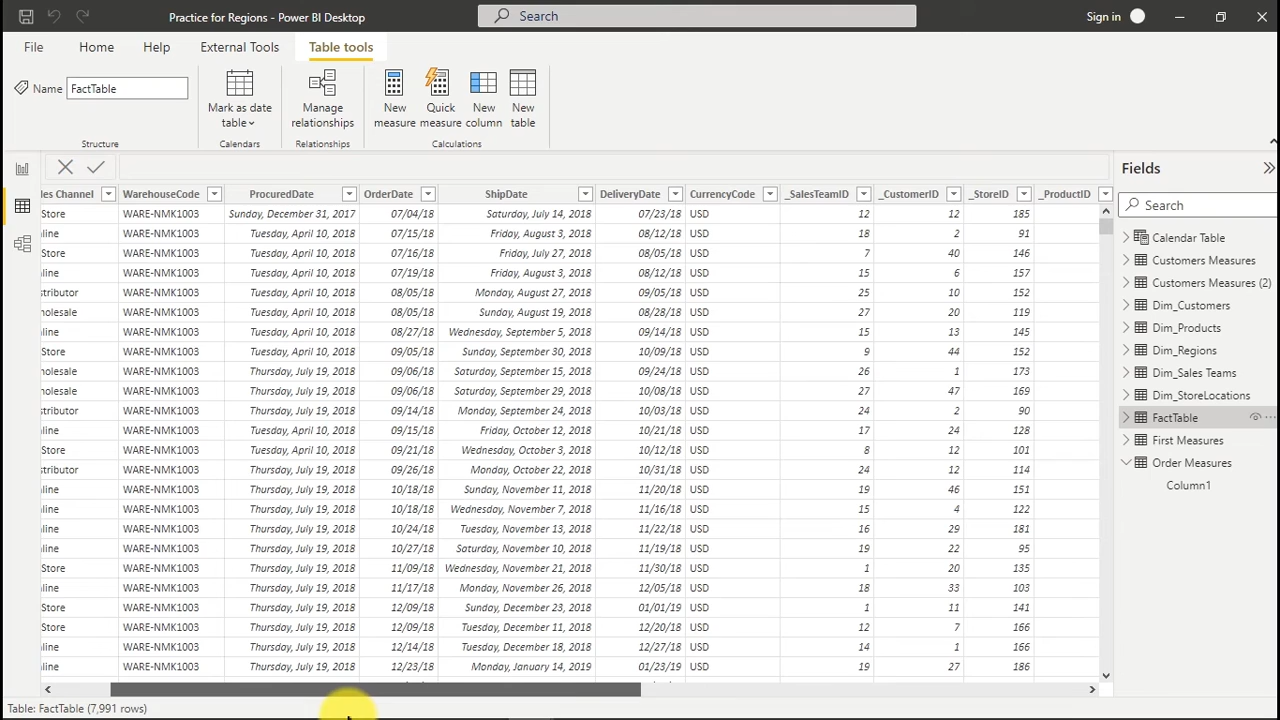 Practice for Regions - Power BI Desktop
Search
Sign in
File Home Help External Tools Table tools
Name FactTable
Mark as date table
Manage relationships
New measure
Quick measure
New column
New table
Structure Calendars Relationships Calculations
les Channel WarehouseCode ProcuredDate OrderDate ShipDate DeliveryDate CurrencyCode _SalesTeamID _CustomerID _StoreID _ProductID
Store WARE-NMK1003 Sunday, December 31, 2017 07/04/18 Saturday, July 14, 2018 07/23/18 USD 12 12 185
line WARE-NMK1003 Tuesday, April 10, 2018 07/15/18 Friday, August 3, 2018 08/12/18 USD 18 2 91
Store WARE-NMK1003 Tuesday, April 10, 2018 07/16/18 Friday, July 27, 2018 08/05/18 USD 7 40 146
line WARE-NMK1003 Tuesday, April 10, 2018 07/19/18 Friday, August 3, 2018 08/12/18 USD 15 6 157
stributor WARE-NMK1003 Tuesday, April 10, 2018 08/05/18 Monday, August 27, 2018 09/05/18 USD 25 10 152
holesale WARE-NMK1003 Tuesday, April 10, 2018 08/05/18 Sunday, August 19, 2018 08/28/18 USD 27 20 119
line WARE-NMK1003 Tuesday, April 10, 2018 08/27/18 Wednesday, September 5, 2018 09/14/18 USD 15 13 145
Store WARE-NMK1003 Tuesday, April 10, 2018 09/05/18 Sunday, September 30, 2018 10/09/18 USD 9 44 152
holesale WARE-NMK1003 Thursday, July 19, 2018 09/06/18 Saturday, September 15, 2018 09/24/18 USD 26 1 173
holesale WARE-NMK1003 Thursday, July 19, 2018 09/06/18 Saturday, September 29, 2018 10/08/18 USD 27 47 169
stributor WARE-NMK1003 Thursday, July 19, 2018 09/14/18 Monday, September 24, 2018 10/03/18 USD 24 2 90
line WARE-NMK1003 Tuesday, April 10, 2018 09/15/18 Friday, October 12, 2018 10/21/18 USD 17 24 128
Store WARE-NMK1003 Tuesday, April 10, 2018 09/21/18 Wednesday, October 3, 2018 10/12/18 USD 8 12 101
stributor WARE-NMK1003 Thursday, July 19, 2018 09/26/18 Monday, October 22, 2018 10/31/18 USD 24 12 114
line WARE-NMK1003 Thursday, July 19, 2018 10/18/18 Sunday, November 11, 2018 11/20/18 USD 19 46 151
line WARE-NMK1003 Thursday, July 19, 2018 10/18/18 Wednesday, November 7, 2018 11/16/18 USD 15 4 122
line WARE-NMK1003 Thursday, July 19, 2018 10/24/18 Tuesday, November 13, 2018 11/22/18 USD 16 29 181
line WARE-NMK1003 Thursday, July 19, 2018 10/27/18 Saturday, November 10, 2018 11/19/18 USD 19 22 95
Store WARE-NMK1003 Thursday, July 19, 2018 11/09/18 Wednesday, November 21, 2018 11/30/18 USD 1 20 135
line WARE-NMK1003 Thursday, July 19, 2018 11/17/18 Monday, November 26, 2018 12/05/18 USD 18 33 103
Store WARE-NMK1003 Thursday, July 19, 2018 12/09/18 Sunday, December 23, 2018 01/01/19 USD 1 11 141
Store WARE-NMK1003 Thursday, July 19, 2018 12/09/18 Tuesday, December 11, 2018 12/20/18 USD 12 7 166
line WARE-NMK1003 Thursday, July 19, 2018 12/14/18 Tuesday, December 18, 2018 12/27/18 USD 14 1 166
line WARE-NMK1003 Thursday, July 19, 2018 12/23/18 Monday, January 14, 2019 01/23/19 USD 19 27 186
Fields
Search
Calendar Table
Customers Measures
Customers Measures (2)
Dim_Customers
Dim_Products
Dim_Regions
Dim_Sales Teams
Dim_StoreLocations
FactTable
First Measures
Order Measures
Column1
Table: FactTable (7,991 rows)